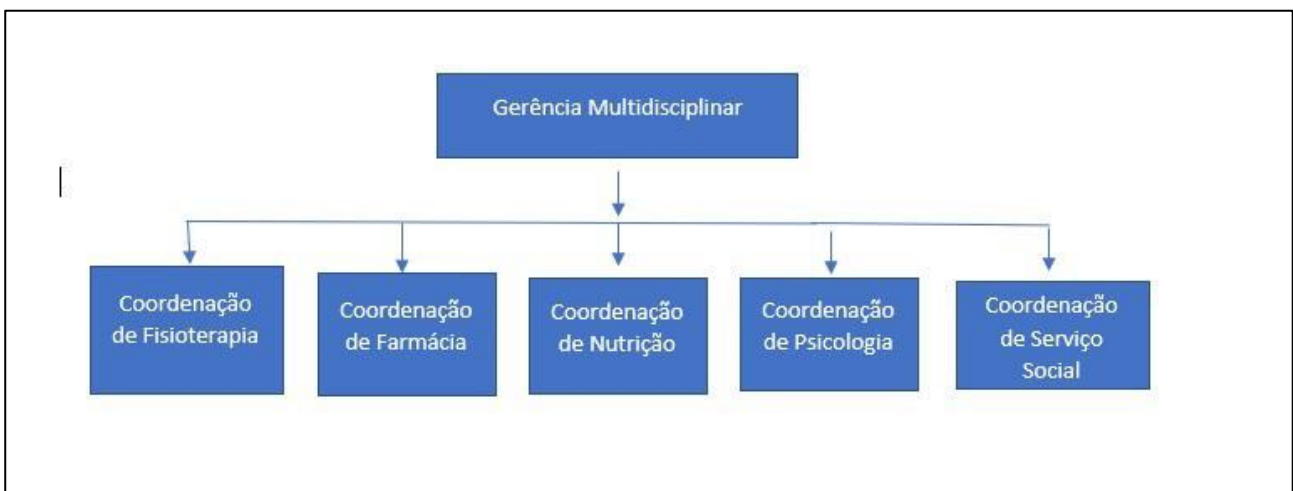 Gerência Multidisciplinar
Coordenação
de Fisioterapia
Coordenação
de Farmácia
Coordenação
de Nutrição
Coordenação
de Psicologia
Coordenação
de Serviço
Social